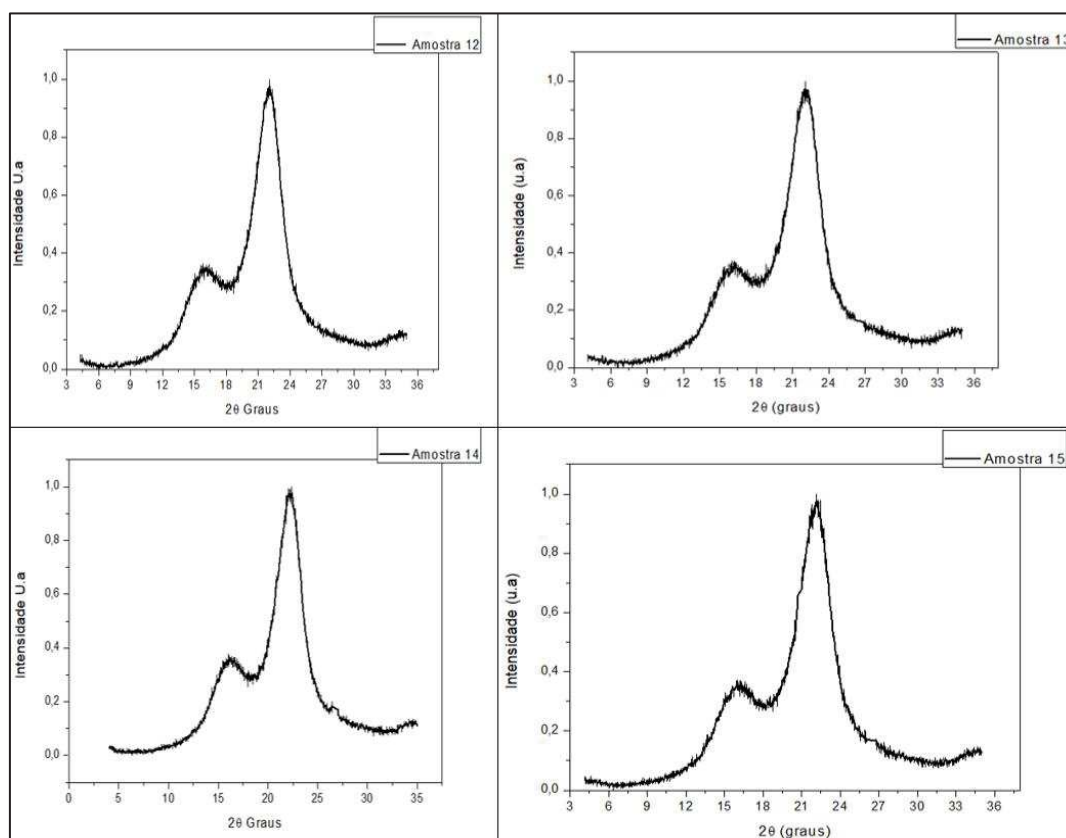 Amostra 12
1,0
0,8
0,6
0,4
0,2
0,0
Intensidade U.a
3 6 9 12 15 18 21 24 27 30 33 36
2θ Graus
Amostra 13
1,0
0,8
0,6
0,4
0,2
0,0
Intensidade (u.a)
3 6 9 12 15 18 21 24 27 30 33 36
2θ (graus)
Amostra 14
1,0
0,8
0,6
0,4
0,2
0,0
Intensidade U.a
0 5 10 15 20 25 30 35
2θ Graus
Amostra 15
1,0
0,8
0,6
0,4
0,2
0,0
Intensidade (u.a)
3 6 9 12 15 18 21 24 27 30 33 36
2θ (graus)